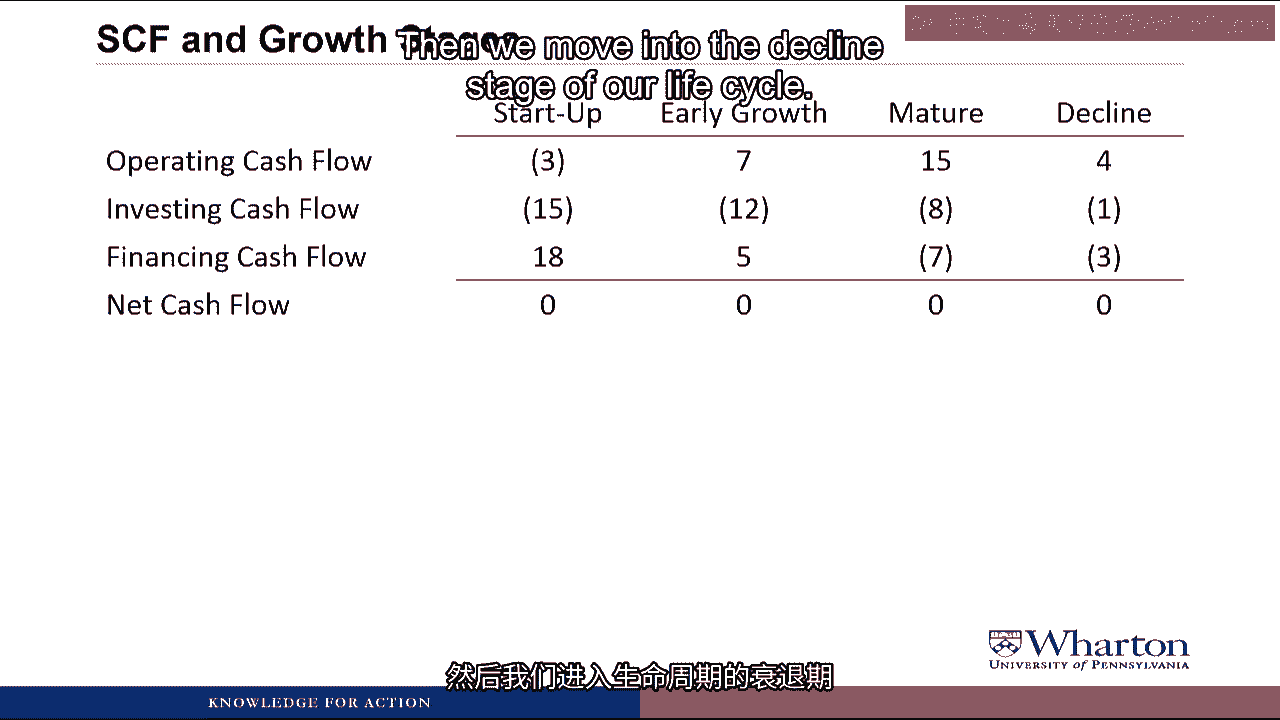 SCF and Growth
Then we move into the decline
stage of our life cycle.
Start-Up Early Growth Mature Decline
Operating Cash Flow (3) 7 15 4
Investing Cash Flow (15) (12) (8) (1)
Financing Cash Flow 18 5 (7) (3)
Net Cash Flow 0 0 0 0
Wharton
UNIVERSITY of PENNSYLVANIA
然后我们进入生命周期的衰退期
KNOWLEDGE FOR ACTION